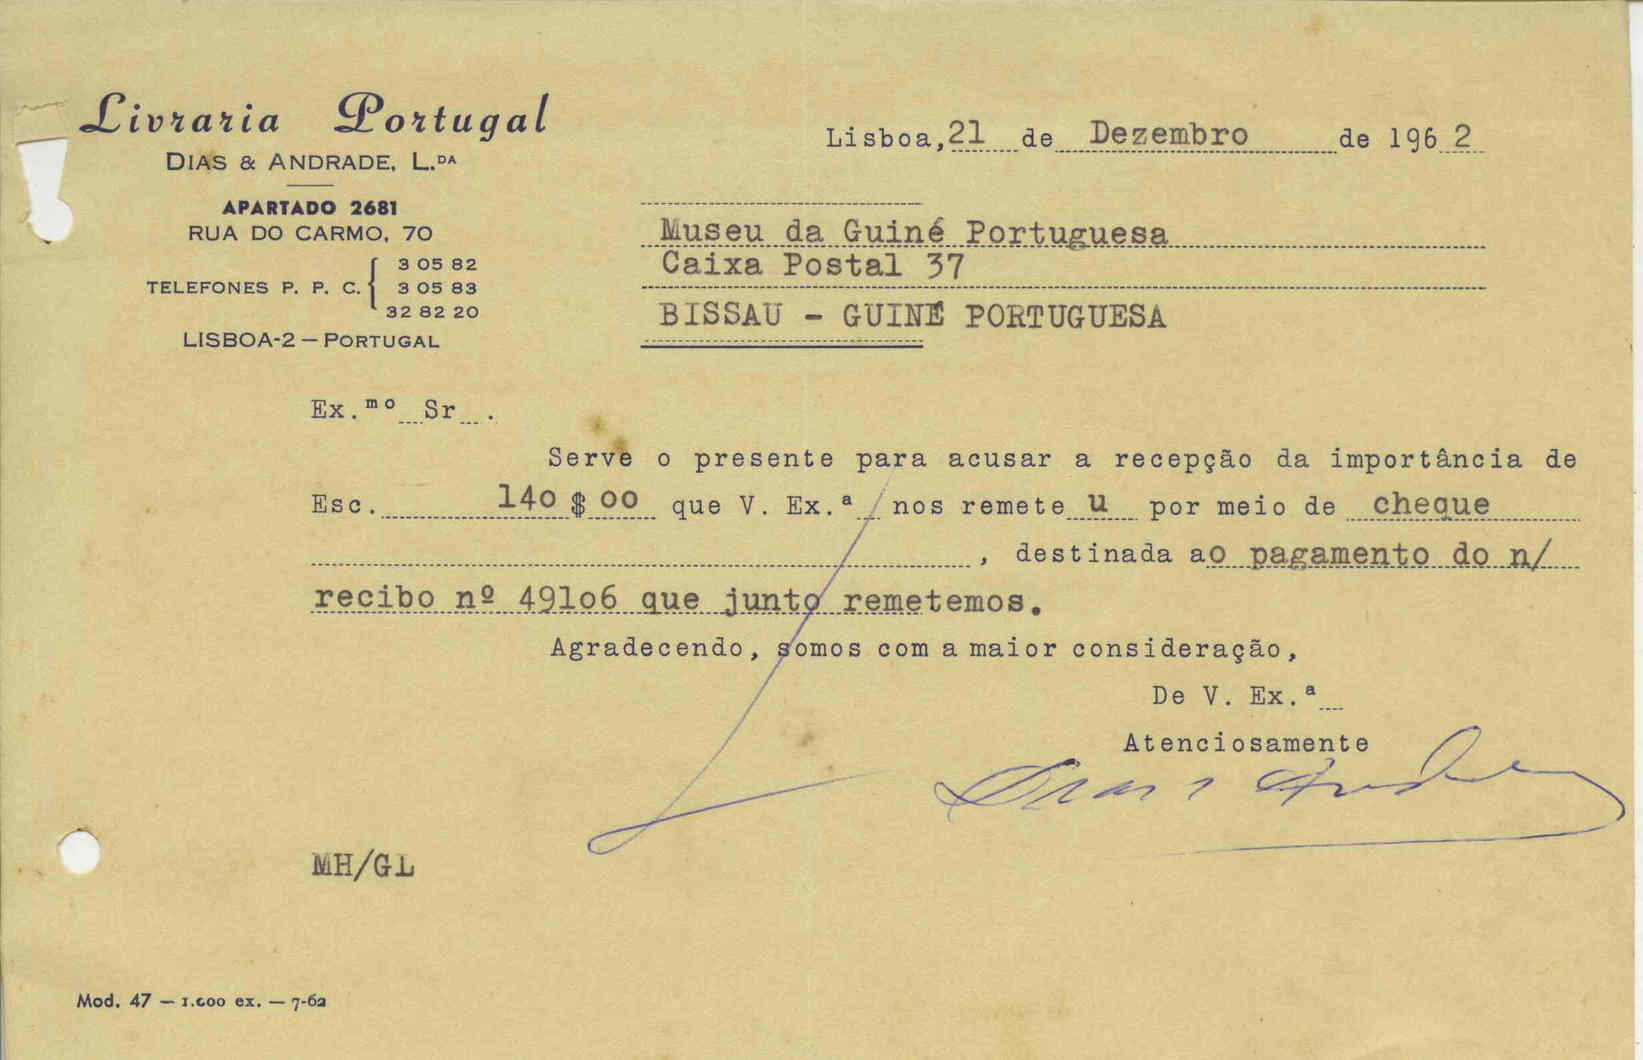 Livraria Portugal
DIAS & ANDRADE, L.DA
APARTADO 2681
RUA DO CARMO, 70
TELEFONES P. P. C. { 3 05 82
3 05 83
32 82 20
LISBOA-2 — PORTUGAL
Lisboa, 21 de Dezembro de 1962
Museu da Guiné Portuguesa
Caixa Postal 37
BISSAU - GUINÉ PORTUGUESA
Ex.mo Sr .
Serve o presente para acusar a recepção da importância de
Esc. 14o $ oo que V. Ex.ª nos remete u por meio de cheque
, destinada ao pagamento do n/
recibo nº 491o6 que junto remetemos.
Agradecendo, somos com a maior consideração,
De V. Ex.ª
Atenciosamente
MH/GL
Mod. 47 — 1.000 ex. — 7-62